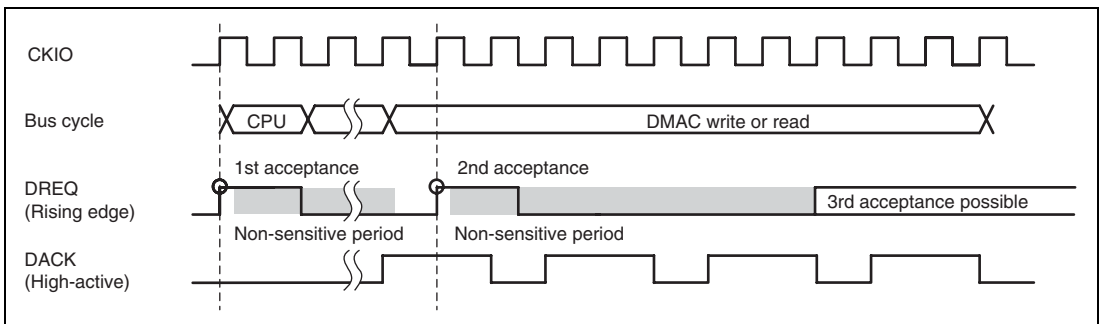 CKIO
Bus cycle
CPU
DMAC write or read
1st acceptance
2nd acceptance
DREQ
(Rising edge)
3rd acceptance possible
Non-sensitive period
Non-sensitive period
DACK
(High-active)